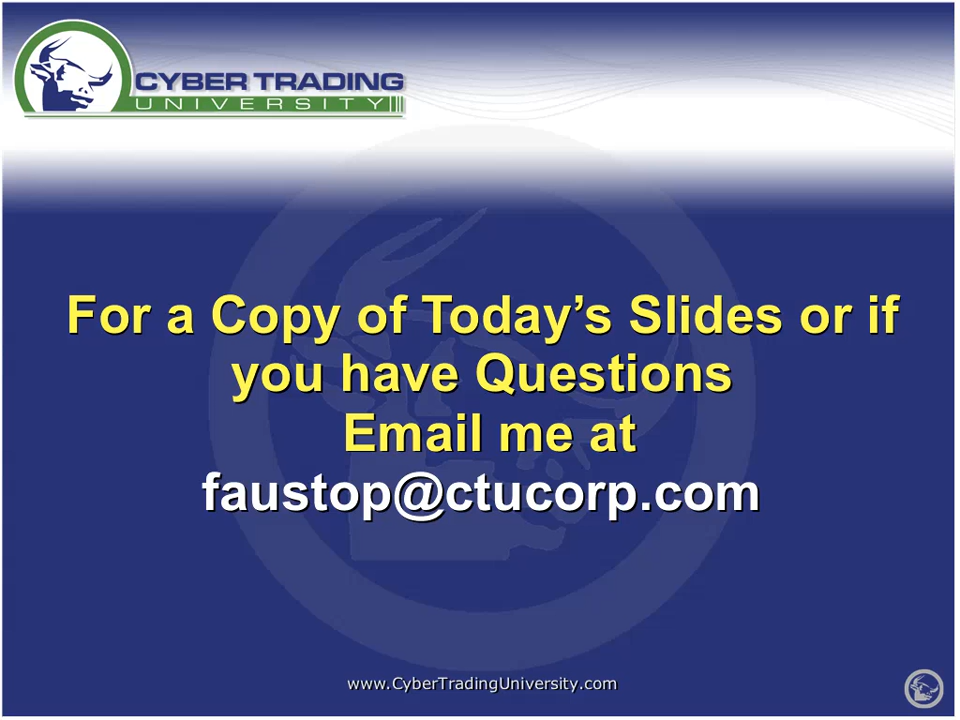 CYBER TRADING
UNIVERSITY
For a Copy of Today’s Slides or if
you have Questions
Email me at
faustop@ctucorp.com
www.CyberTradingUniversity.com